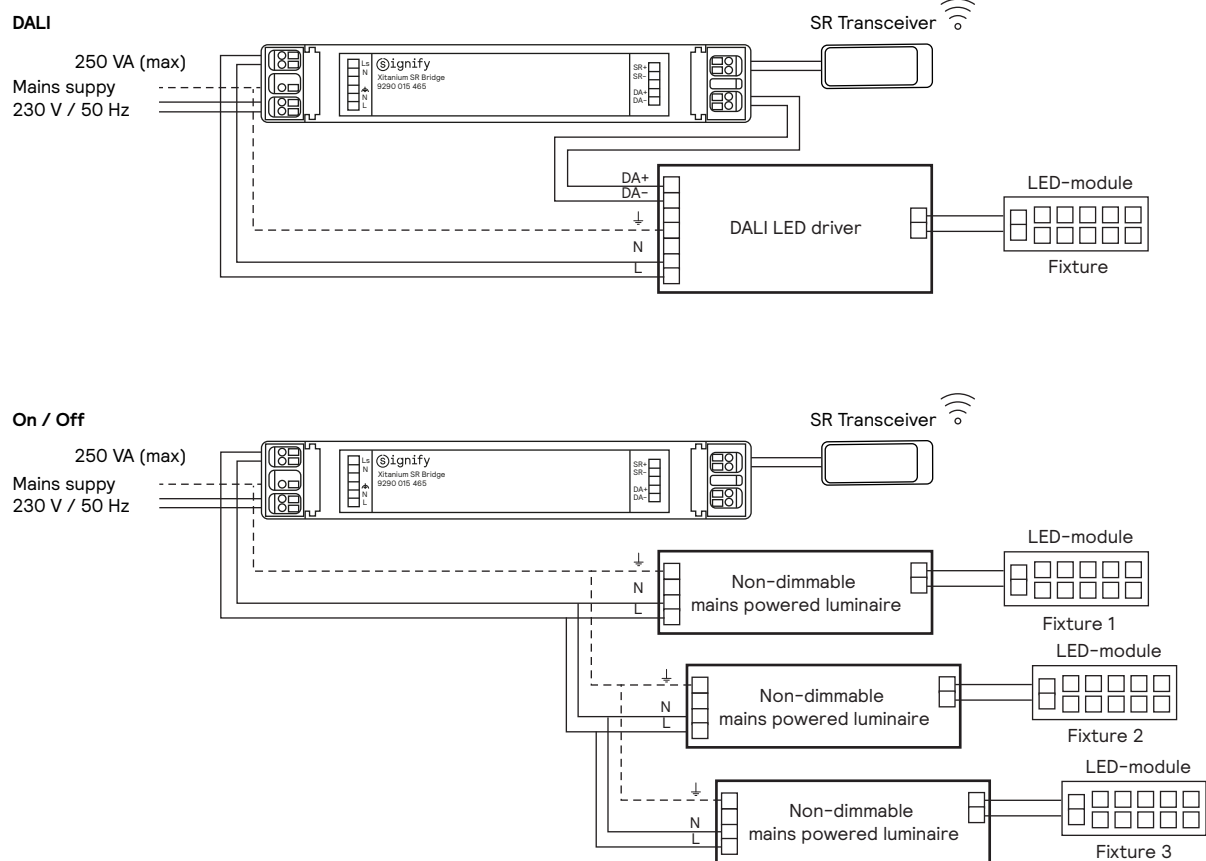 DALI
SR Transceiver
250 VA (max)
Mains suppy
230 V / 50 Hz
Ls
N
N
L
Signify
Xitanium SR Bridge
9290 015 465
SR+
SR-
DA+
DA-
DA+
DA-
N
L
DALI LED driver
LED-module
Fixture
On / Off
SR Transceiver
250 VA (max)
Mains suppy
230 V / 50 Hz
Ls
N
N
L
Signify
Xitanium SR Bridge
9290 015 465
SR+
SR-
DA+
DA-
N
L
Non-dimmable
mains powered luminaire
LED-module
Fixture 1
N
L
Non-dimmable
mains powered luminaire
LED-module
Fixture 2
N
L
Non-dimmable
mains powered luminaire
LED-module
Fixture 3